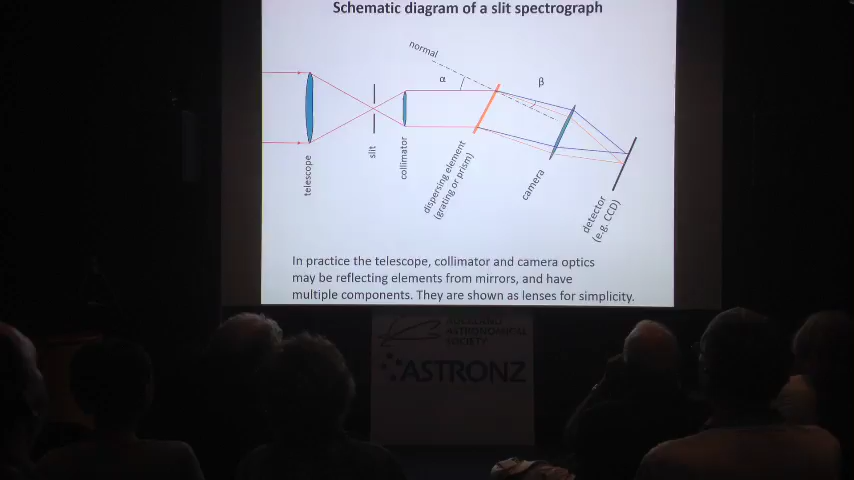 Schematic diagram of a slit spectrograph
normal
α
β
telescope
slit
collimator
dispersing element
(grating or prism)
camera
detector
(e.g. CCD)
In practice the telescope, collimator and camera optics
may be reflecting elements from mirrors, and have
multiple components. They are shown as lenses for simplicity.
ASTRONOMICAL
SOCIETY
ASTRONZ